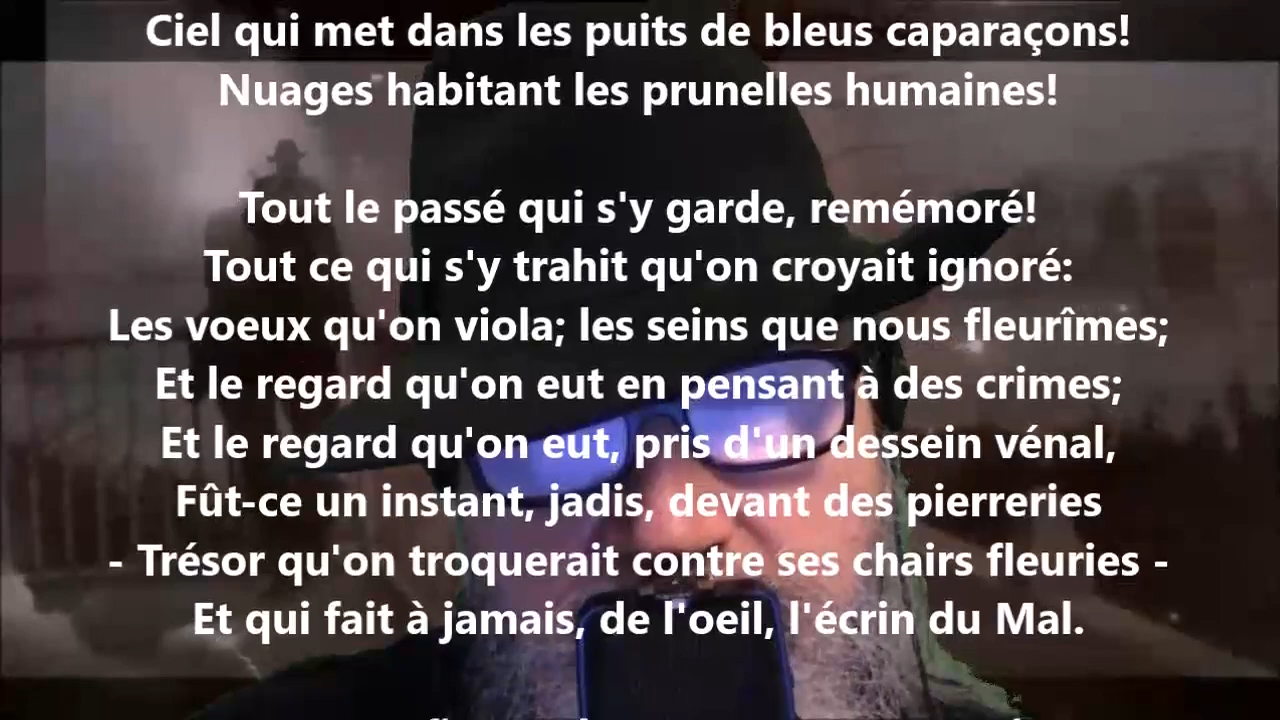 Ciel qui met dans les puits de bleus caparaçons!
Nuages habitant les prunelles humaines!
Tout le passé qui s'y garde, remémoré!
Tout ce qui s'y trahit qu'on croyait ignoré:
Les voeux qu'on viola; les seins que nous fleurîmes;
Et le regard qu'on eut en pensant à des crimes;
Et le regard qu'on eut, pris d'un dessein vénal,
Fût-ce un instant, jadis, devant des pierreries
- Trésor qu'on troquerait contre ses chairs fleuries -
Et qui fait à jamais, de l'oeil, l'écrin du Mal.